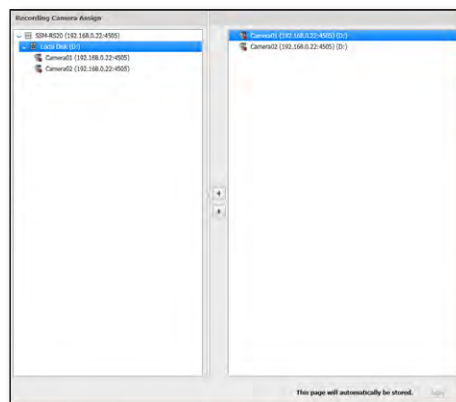 Recording Camera Assign
SSM-RS20 (192.168.0.22:4505)
Local Disk (D:)
Camera01 (192.168.0.22:4505)
Camera02 (192.168.0.22:4505)
Camera01 (192.168.0.22:4505) (D:)
Camera02 (192.168.0.22:4505) (D:)
This page will automatically be stored.
Apply